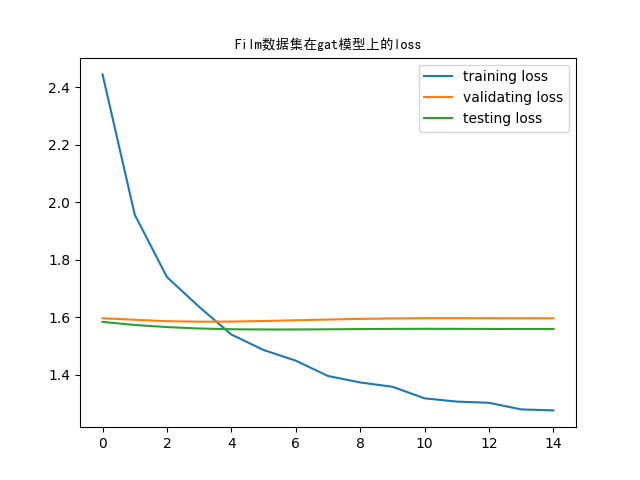 Film数据集在gat模型上的loss
training loss
validating loss
testing loss
2.4
2.2
2.0
1.8
1.6
1.4
0 2 4 6 8 10 12 14